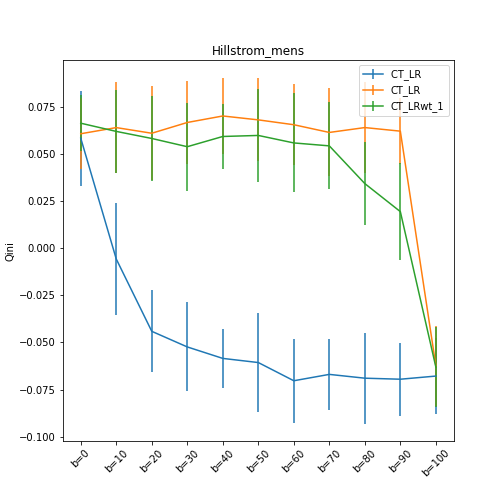 Hillstrom_mens
CT_LR
CT_LR
CT_LRwt_1
Qini
0.075
0.050
0.025
0.000
−0.025
−0.050
−0.075
−0.100
b=0
b=10
b=20
b=30
b=40
b=50
b=60
b=70
b=80
b=90
b=100